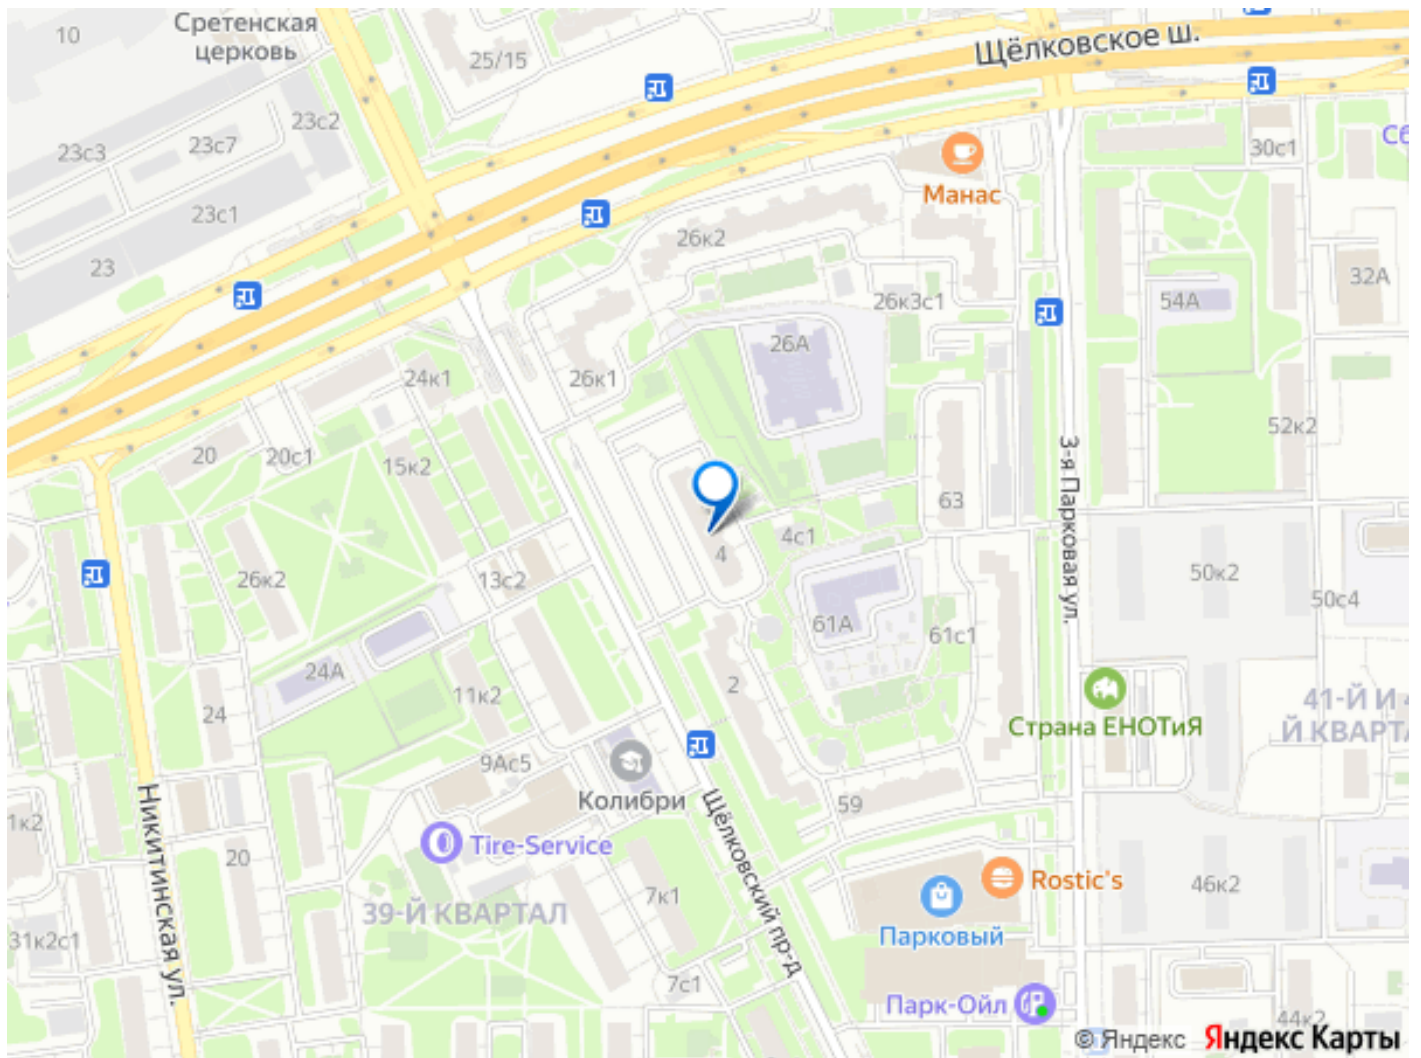 10
Сретенская
церковь
25/15
Щёлковское ш.
23с2
23с7
23с3
30с1
Сб
Манас
23с1
26к2
23
32А
26к3с1
54А
26А
24к1
26к1
52к2
20
20с1
15к2
3-я Парковая ул.
63
4с1
4
50к2
13с2
26к2
50с4
61А
61с1
24А
2
11к2
24
41-Й И 4
Й КВАРТА
Страна ЕНОТиЯ
9Ас5
Колибри
59
Щёлковский пр-д
Никитинская ул.
1к2
Tire-Service
20
Rostic's
46к2
7к1
39-Й КВАРТАЛ
Парковый
31к2с1
7с1
Парк-Ойл
44к2
© Яндекс Яндекс Карты